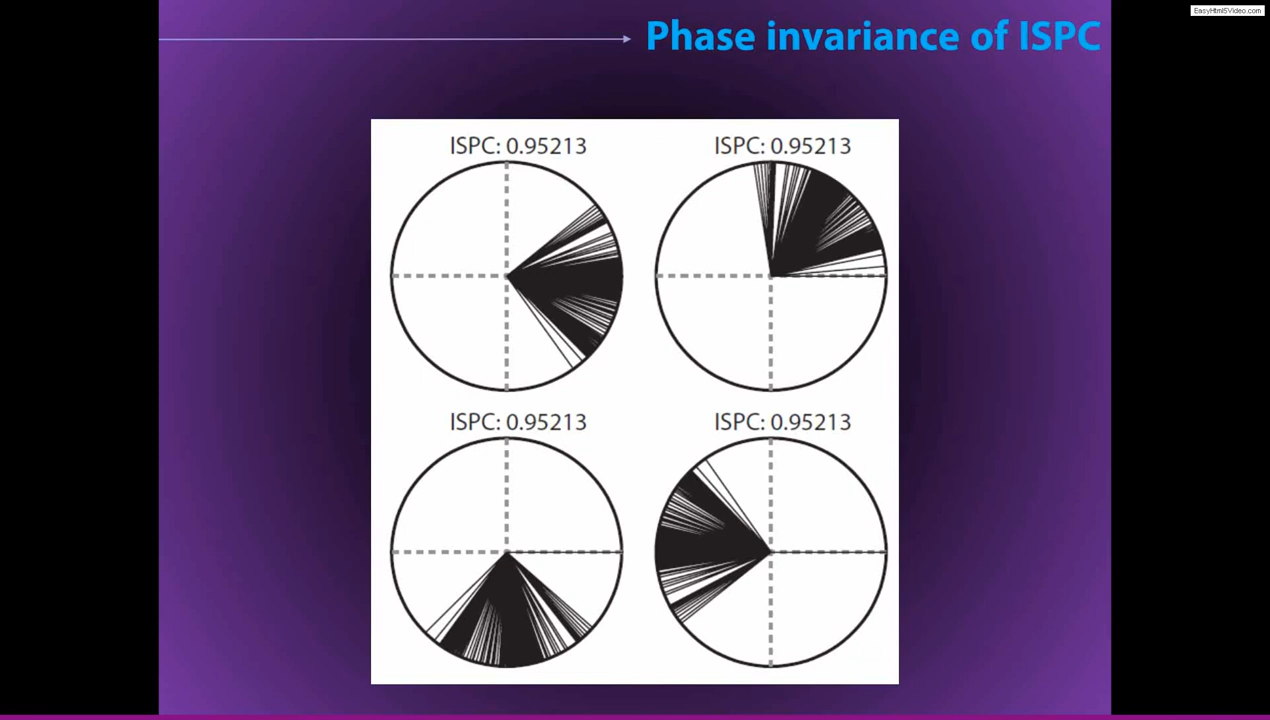 EasyHtml5Video.com
Phase invariance of ISPC
ISPC: 0.95213
ISPC: 0.95213
ISPC: 0.95213
ISPC: 0.95213